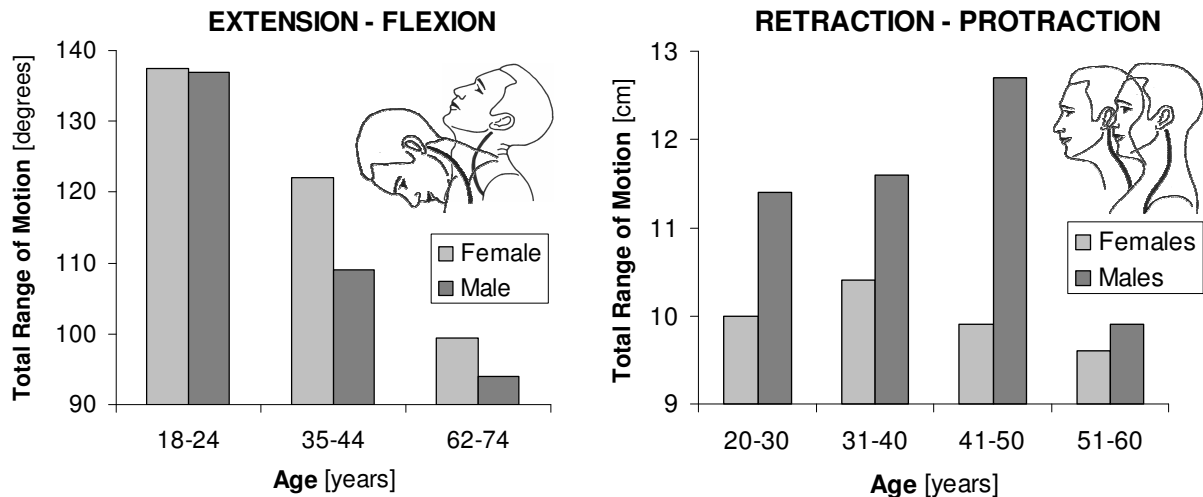 EXTENSION - FLEXION
Total Range of Motion [degrees]
140
130
120
110
100
90
Female
Male
18-24
35-44
62-74
Age [years]
RETRACTION - PROTRACTION
Total Range of Motion [cm]
13
12
11
10
9
Females
Males
20-30
31-40
41-50
51-60
Age [years]